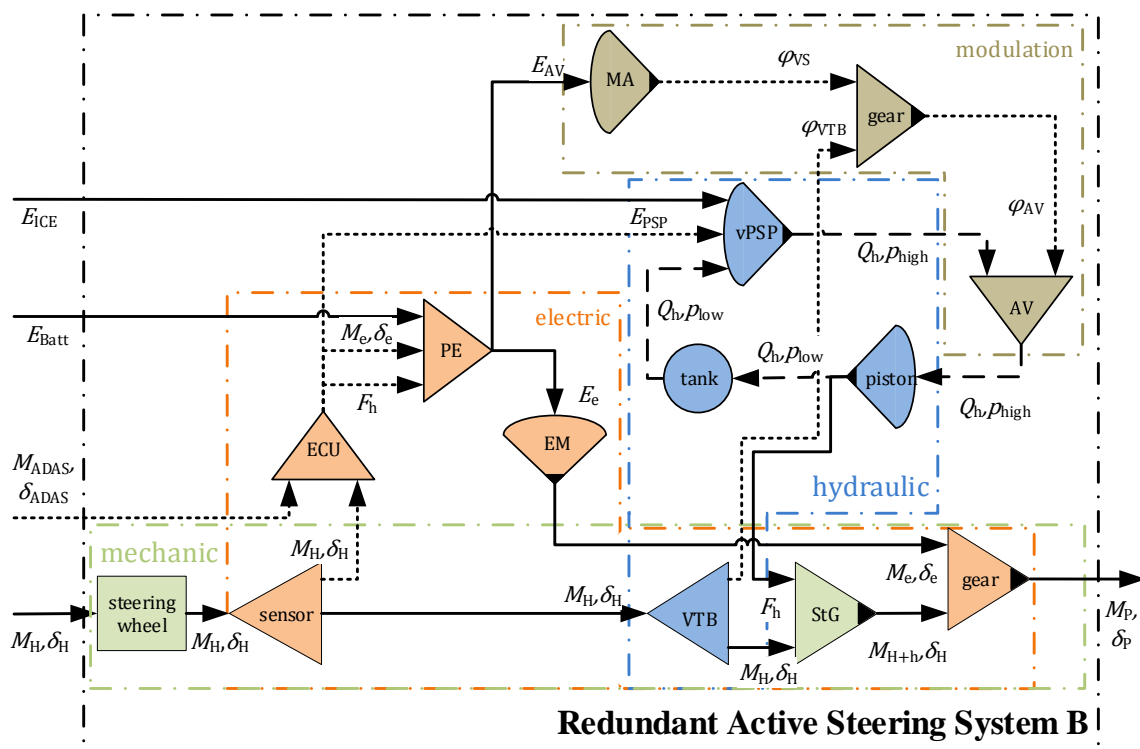 modulation
E_AV
MA
φ_VS
gear
φ_VTB
E_ICE
E_PSP
vPSP
φ_AV
Q_h,p_high
Q_h,p_low
AV
E_Batt
electric
M_e,δ_e
PE
Q_h,p_low
tank
piston
F_h
E_e
Q_h,p_high
ECU
EM
M_ADAS,
δ_ADAS
hydraulic
M_H,δ_H
mechanic
steering
wheel
sensor
M_H,δ_H
VTB
F_h
StG
M_e,δ_e
gear
M_H,δ_H
M_H,δ_H
M_H,δ_H
M_H+h,δ_H
M_P,
δ_P
Redundant Active Steering System B